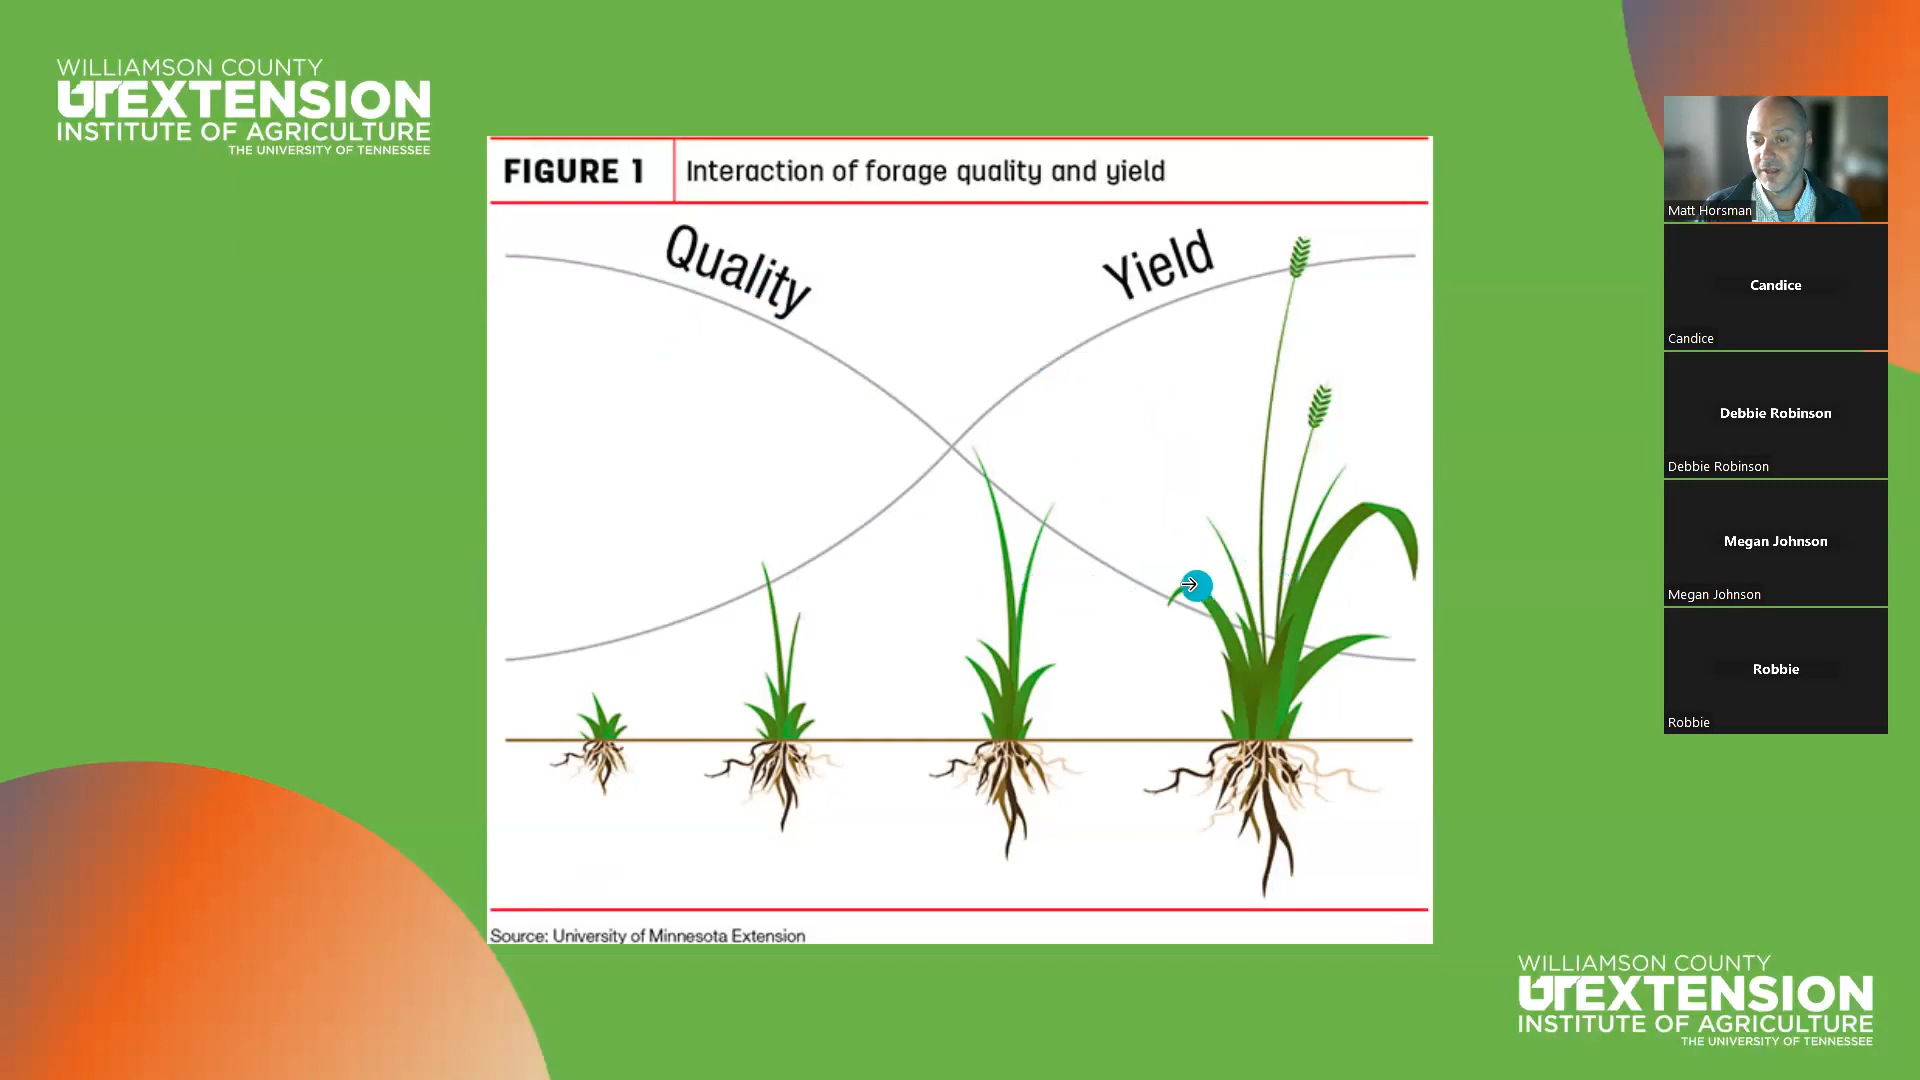 WILLIAMSON COUNTY
UTEXTENSION
INSTITUTE OF AGRICULTURE
THE UNIVERSITY OF TENNESSEE
FIGURE 1
Interaction of forage quality and yield
Quality
Yield
Source: University of Minnesota Extension
Matt Horsman
Candice
Candice
Debbie Robinson
Debbie Robinson
Megan Johnson
Megan Johnson
Robbie
Robbie
WILLIAMSON COUNTY
UTEXTENSION
INSTITUTE OF AGRICULTURE
THE UNIVERSITY OF TENNESSEE